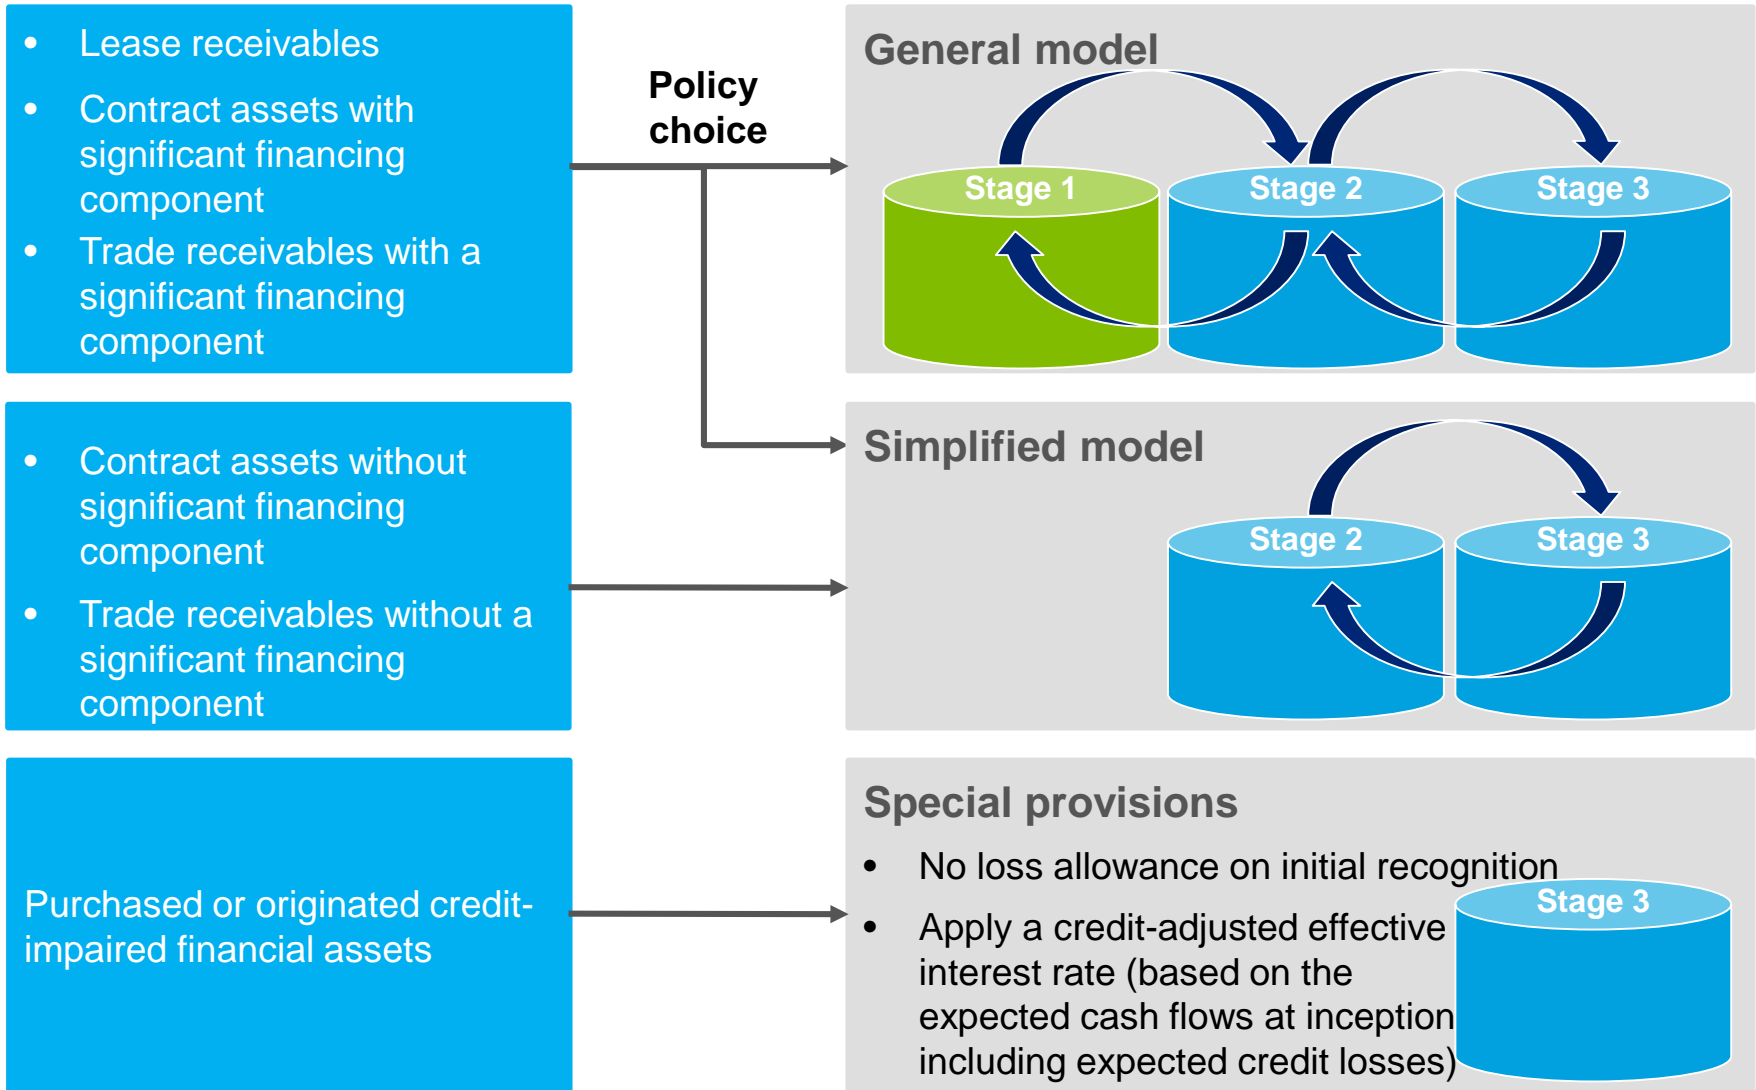 • Lease receivables
• Contract assets with
significant financing
component
• Trade receivables with a
significant financing
component
Policy
choice
General model
Stage 1
Stage 2
Stage 3
• Contract assets without
significant financing
component
• Trade receivables without a
significant financing
component
Simplified model
Stage 2
Stage 3
Purchased or originated credit-
impaired financial assets
Special provisions
• No loss allowance on initial recognition
• Apply a credit-adjusted effective
interest rate (based on the
expected cash flows at inception
including expected credit losses)
Stage 3